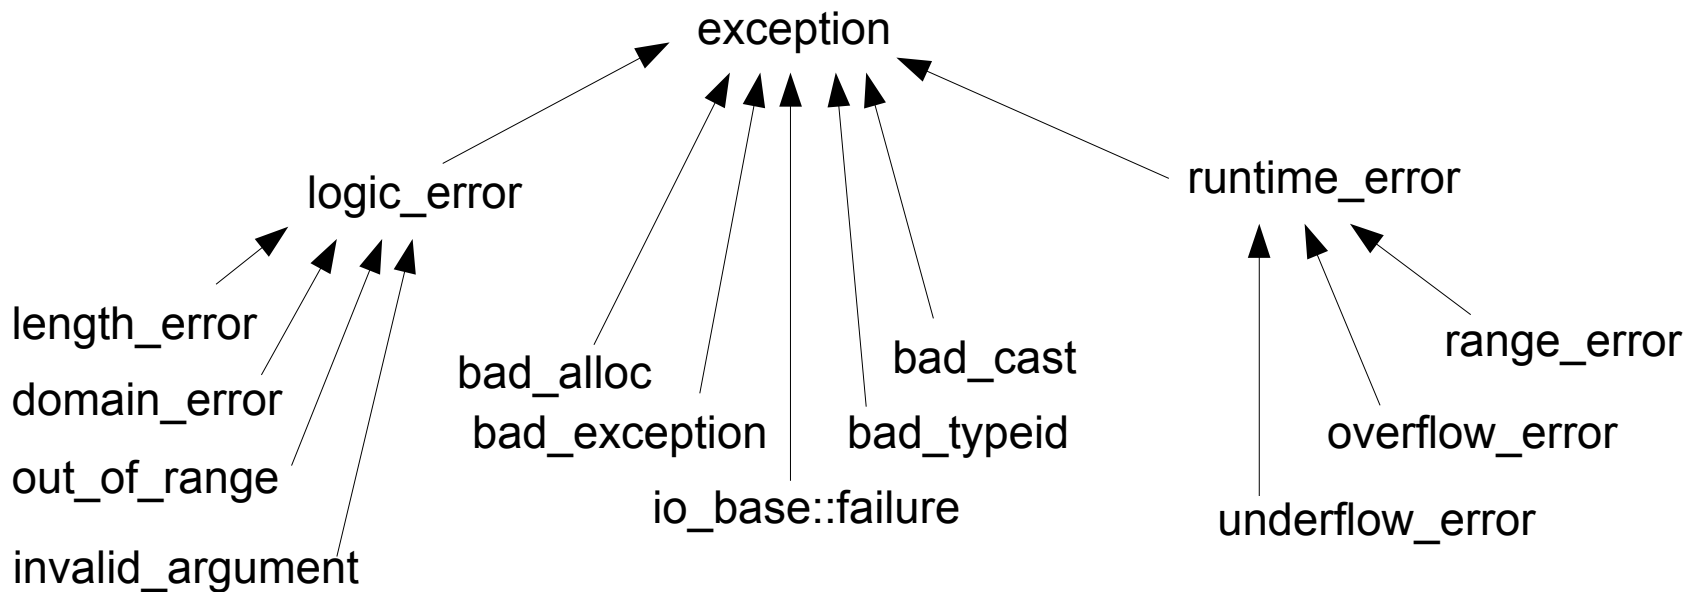 exception
logic_error
runtime_error
length_error
domain_error
out_of_range
invalid_argument
bad_alloc
bad_exception
io_base::failure
bad_typeid
bad_cast
range_error
overflow_error
underflow_error